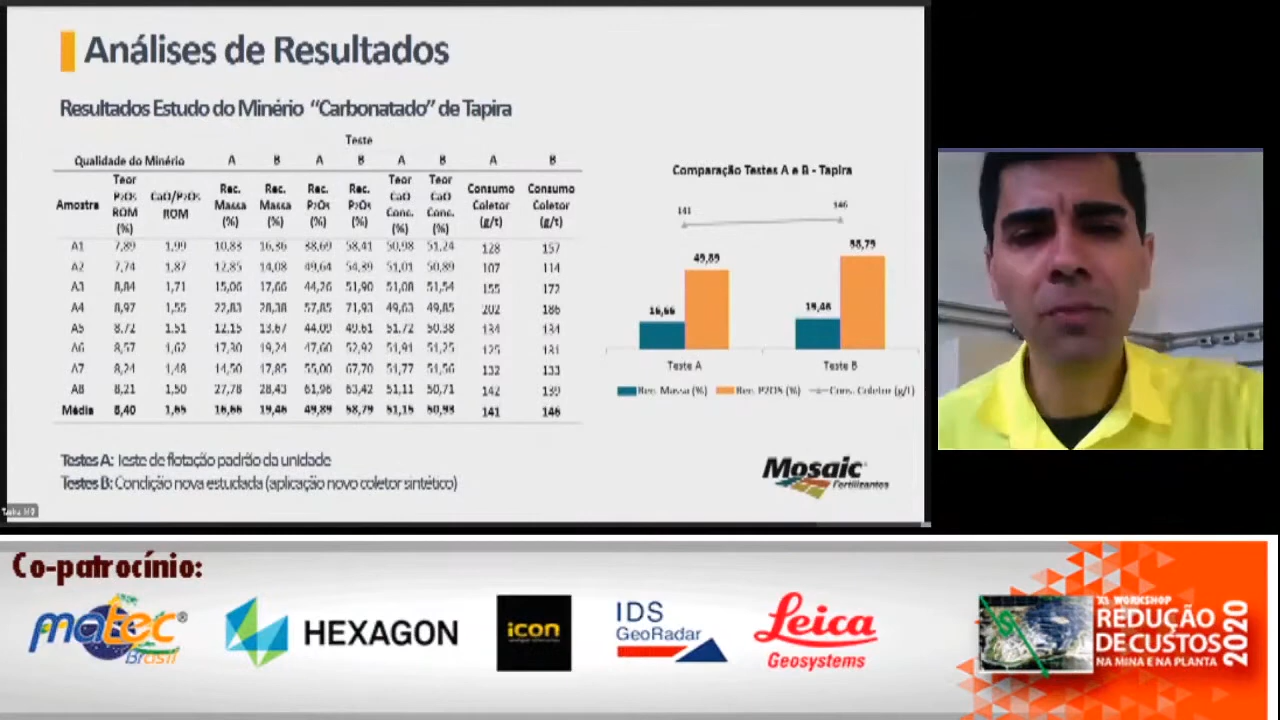 Análises de Resultados
Resultados Estudo do Minério "Carbonatado" de Tapira
Teste
Qualidade do Minério A B A B A B A B
Amostra Teor P2O5 ROM (%) CaO/P2O5 ROM Rec. Massa (%) Rec. Massa (%) Rec. P2O5 (%) Rec. P2O5 (%) Teor CaO Conc. (%) Teor CaO Conc. (%) Consumo Coletor (g/t) Consumo Coletor (g/t)
A1 7,89 1,99 10,83 16,36 38,69 58,41 50,98 51,24 128 157
A2 7,74 1,87 12,85 14,08 49,64 54,39 51,01 50,89 107 114
A3 8,84 1,71 15,06 17,66 44,26 51,90 51,08 51,54 155 172
A4 8,97 1,55 22,83 28,38 57,85 71,93 49,63 49,85 202 186
A5 8,72 1,51 12,15 13,67 44,09 49,61 51,72 50,38 134 134
A6 8,57 1,62 17,30 19,24 47,60 52,92 51,91 51,25 125 131
A7 8,24 1,48 14,50 17,85 55,00 67,70 51,77 51,56 132 133
A8 8,21 1,50 27,78 28,43 61,96 63,42 51,11 50,71 142 139
Média 8,40 1,65 16,66 19,46 49,89 58,79 51,15 50,93 141 146
Comparação Testes A e B - Tapira
141 146
49,89 58,79
16,66 19,46
Teste A Teste B
Rec. Massa (%) Rec. P2O5 (%) Cons. Coletor (g/t)
Testes A: Teste de flotação padrão da unidade
Testes B: Condição nova estudada (aplicação novo coletor sintético)
Mosaic
Fertilizantes
Co-patrocínio:
matec
Brasil
HEXAGON
icon
IDS
GeoRadar
Leica
Geosystems
XI WORKSHOP
REDUÇÃO
DE CUSTOS
NA MINA E NA PLANTA
2020